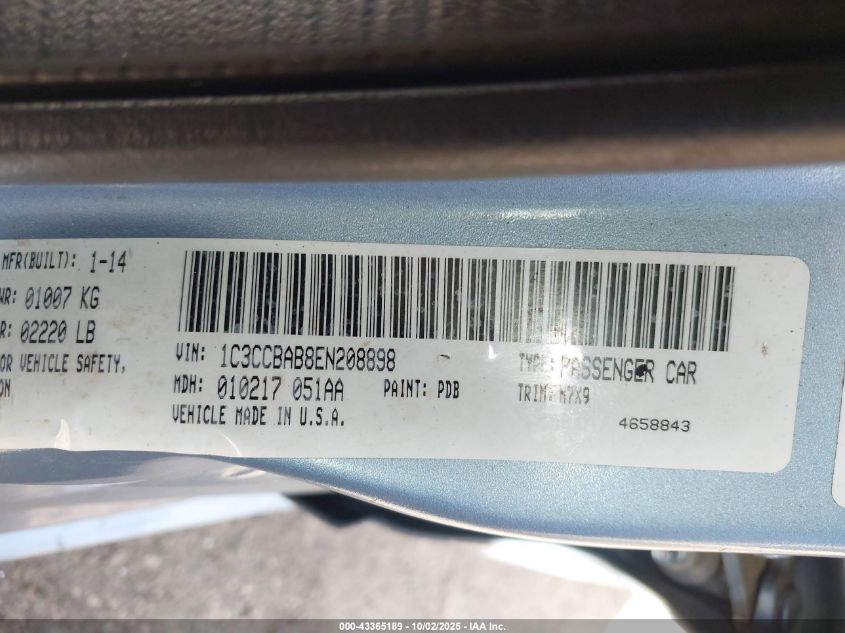 MFR(BUILT): 1-14
WR: 01007 KG
R: 02220 LB
OR VEHICLE SAFETY,
ON
VIN: 1C3CCBAB8EN208898
TYPE: PASSENGER CAR
MDH: 010217 051AA
PAINT: PDB
TRIM: M7X9
VEHICLE MADE IN U.S.A.
4658843
000-43365189 - 10/02/2025 - IAA Inc.